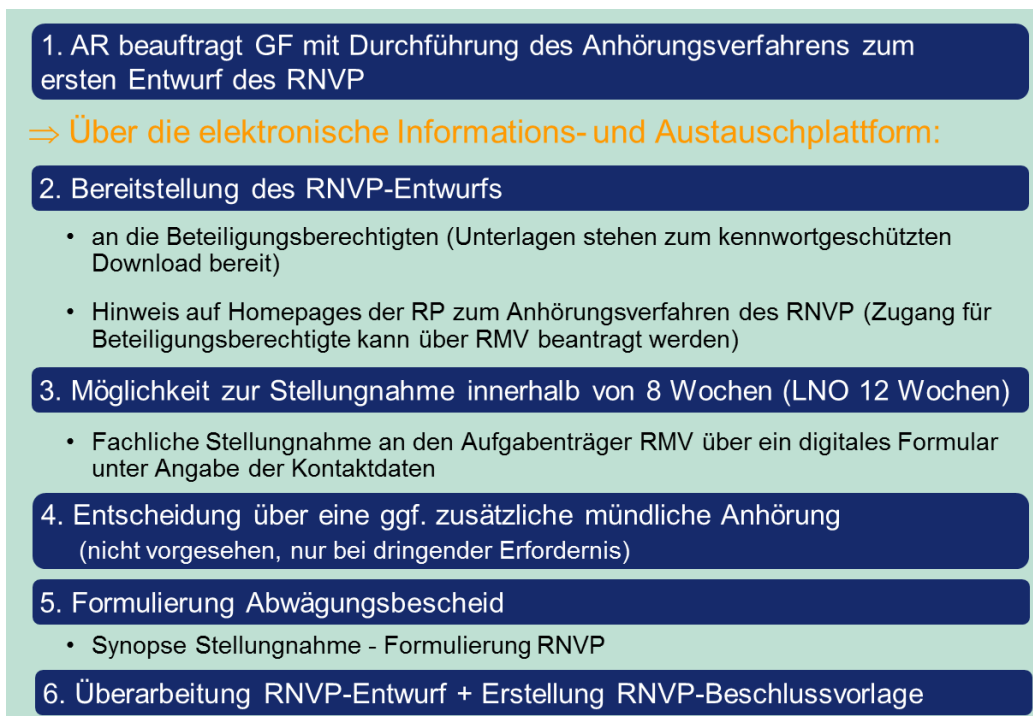 1. AR beauftragt GF mit Durchführung des Anhörungsverfahrens zum
ersten Entwurf des RNVP
⇒ Über die elektronische Informations- und Austauschplattform:
2. Bereitstellung des RNVP-Entwurfs
• an die Beteiligungsberechtigten (Unterlagen stehen zum kennwortgeschützten
Download bereit)
• Hinweis auf Homepages der RP zum Anhörungsverfahren des RNVP (Zugang für
Beteiligungsberechtigte kann über RMV beantragt werden)
3. Möglichkeit zur Stellungnahme innerhalb von 8 Wochen (LNO 12 Wochen)
• Fachliche Stellungnahme an den Aufgabenträger RMV über ein digitales Formular
unter Angabe der Kontaktdaten
4. Entscheidung über eine ggf. zusätzliche mündliche Anhörung
(nicht vorgesehen, nur bei dringender Erfordernis)
5. Formulierung Abwägungsbescheid
• Synopse Stellungnahme - Formulierung RNVP
6. Überarbeitung RNVP-Entwurf + Erstellung RNVP-Beschlussvorlage